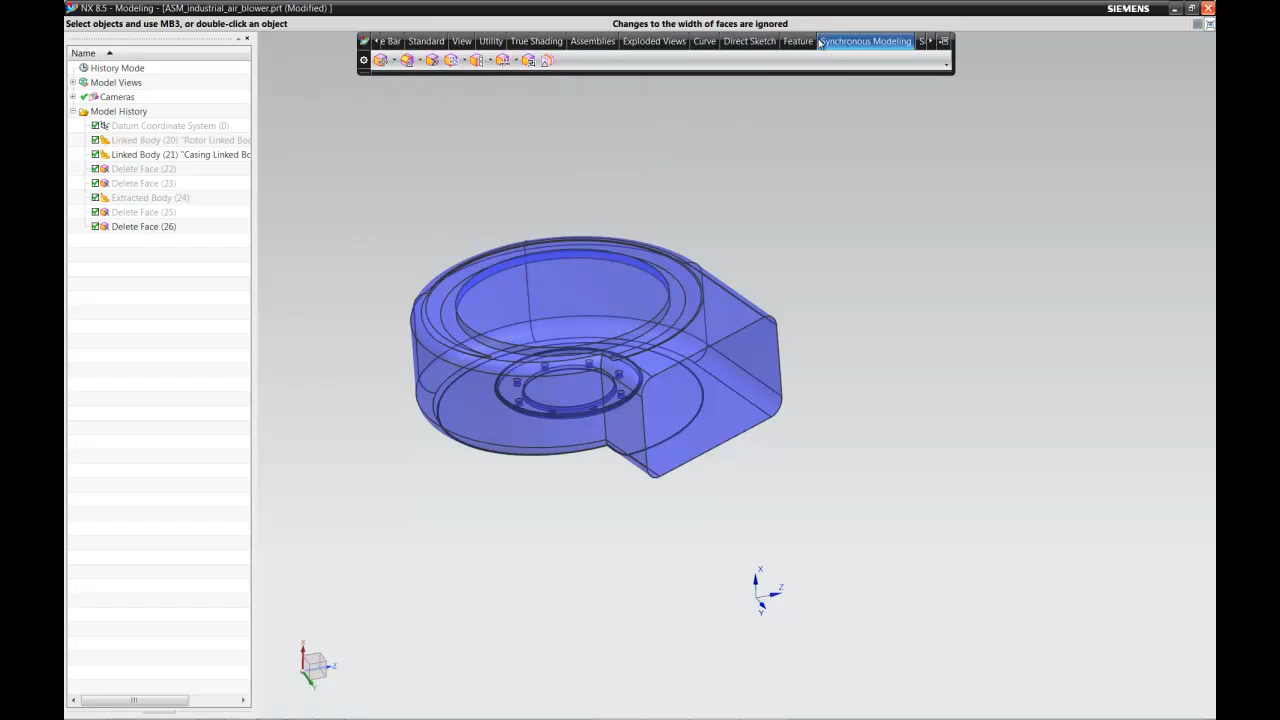 NX 8.5 - Modeling - [ASM_industrial_air_blower.prt (Modified) ]
SIEMENS
Select objects and use MB3, or double-click an object
Changes to the width of faces are ignored
e Bar Standard View Utility True Shading Assemblies Exploded Views Curve Direct Sketch Feature Synchronous Modeling S
Name
History Mode
Model Views
Cameras
Model History
Datum Coordinate System (0)
Linked Body (20) "Rotor Linked Bo
Linked Body (21) "Casing Linked Bo
Delete Face (22)
Delete Face (23)
Extracted Body (24)
Delete Face (25)
Delete Face (26)
X
Z
Y
X
Z
Y